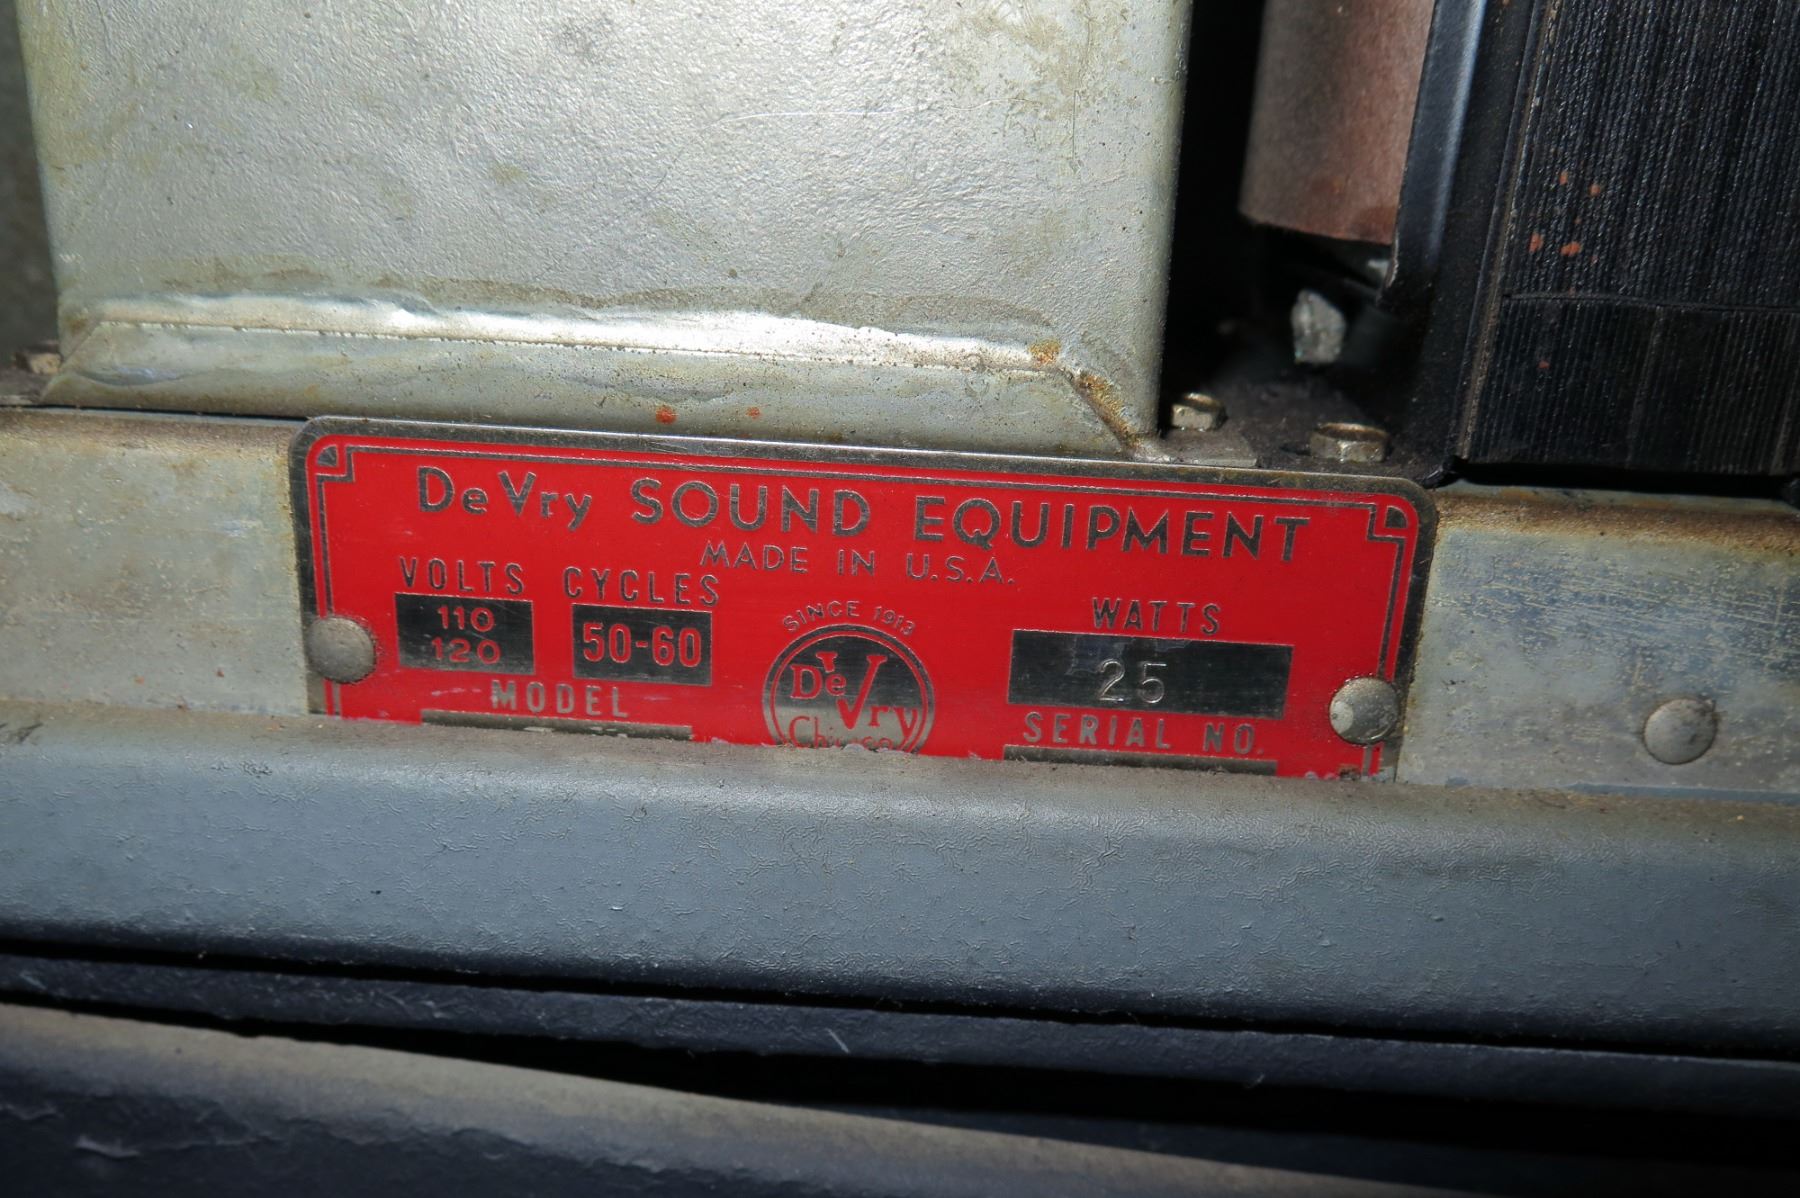 DeVry SOUND EQUIPMENT
MADE IN U.S.A.
VOLTS CYCLES WATTS
110
120
50-60
25
SINCE 1913
DeVry
MODEL
SERIAL NO.